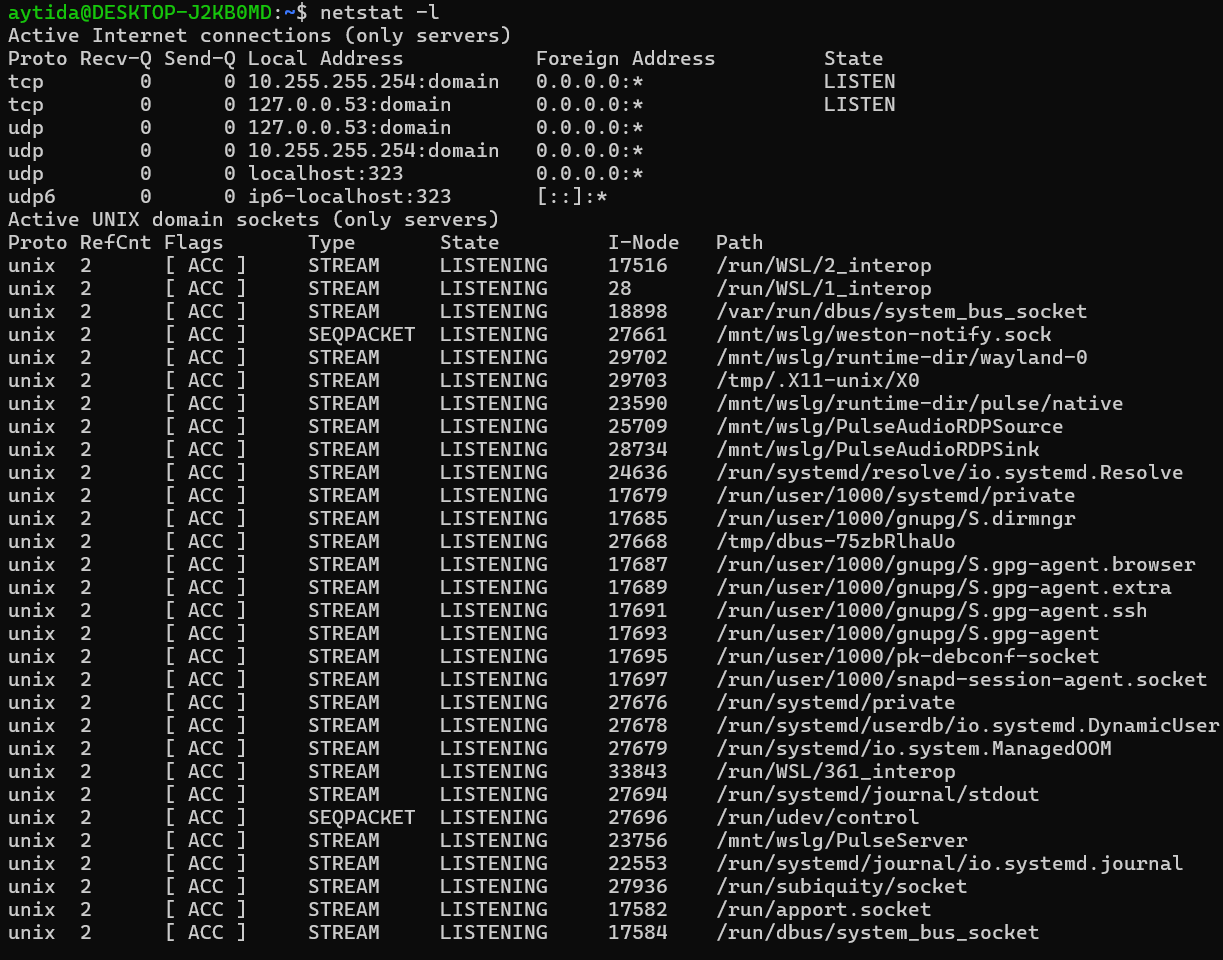 aytida@DESKTOP-J2KB0MD:~$ netstat -l
Active Internet connections (only servers)
Proto Recv-Q Send-Q Local Address           Foreign Address         State
tcp        0      0 10.255.255.254:domain   0.0.0.0:*               LISTEN
tcp        0      0 127.0.0.53:domain       0.0.0.0:*               LISTEN
udp        0      0 127.0.0.53:domain       0.0.0.0:*
udp        0      0 10.255.255.254:domain   0.0.0.0:*
udp        0      0 localhost:323           0.0.0.0:*
udp6       0      0 ip6-localhost:323       [::]:*
Active UNIX domain sockets (only servers)
Proto RefCnt Flags       Type       State         I-Node   Path
unix  2      [ ACC ]     STREAM     LISTENING     17516    /run/WSL/2_interop
unix  2      [ ACC ]     STREAM     LISTENING     28       /run/WSL/1_interop
unix  2      [ ACC ]     STREAM     LISTENING     18898    /var/run/dbus/system_bus_socket
unix  2      [ ACC ]     SEQPACKET  LISTENING     27661    /mnt/wslg/weston-notify.sock
unix  2      [ ACC ]     STREAM     LISTENING     29702    /mnt/wslg/runtime-dir/wayland-0
unix  2      [ ACC ]     STREAM     LISTENING     29703    /tmp/.X11-unix/X0
unix  2      [ ACC ]     STREAM     LISTENING     23590    /mnt/wslg/runtime-dir/pulse/native
unix  2      [ ACC ]     STREAM     LISTENING     25709    /mnt/wslg/PulseAudioRDPSource
unix  2      [ ACC ]     STREAM     LISTENING     28734    /mnt/wslg/PulseAudioRDPSink
unix  2      [ ACC ]     STREAM     LISTENING     24636    /run/systemd/resolve/io.systemd.Resolve
unix  2      [ ACC ]     STREAM     LISTENING     17679    /run/user/1000/systemd/private
unix  2      [ ACC ]     STREAM     LISTENING     17685    /run/user/1000/gnupg/S.dirmngr
unix  2      [ ACC ]     STREAM     LISTENING     27668    /tmp/dbus-75zbRlhaUo
unix  2      [ ACC ]     STREAM     LISTENING     17687    /run/user/1000/gnupg/S.gpg-agent.browser
unix  2      [ ACC ]     STREAM     LISTENING     17689    /run/user/1000/gnupg/S.gpg-agent.extra
unix  2      [ ACC ]     STREAM     LISTENING     17691    /run/user/1000/gnupg/S.gpg-agent.ssh
unix  2      [ ACC ]     STREAM     LISTENING     17693    /run/user/1000/gnupg/S.gpg-agent
unix  2      [ ACC ]     STREAM     LISTENING     17695    /run/user/1000/pk-debconf-socket
unix  2      [ ACC ]     STREAM     LISTENING     17697    /run/user/1000/snapd-session-agent.socket
unix  2      [ ACC ]     STREAM     LISTENING     27676    /run/systemd/private
unix  2      [ ACC ]     STREAM     LISTENING     27678    /run/systemd/userdb/io.systemd.DynamicUser
unix  2      [ ACC ]     STREAM     LISTENING     27679    /run/systemd/io.system.ManagedOOM
unix  2      [ ACC ]     STREAM     LISTENING     33843    /run/WSL/361_interop
unix  2      [ ACC ]     STREAM     LISTENING     27694    /run/systemd/journal/stdout
unix  2      [ ACC ]     SEQPACKET  LISTENING     27696    /run/udev/control
unix  2      [ ACC ]     STREAM     LISTENING     23756    /mnt/wslg/PulseServer
unix  2      [ ACC ]     STREAM     LISTENING     22553    /run/systemd/journal/io.systemd.journal
unix  2      [ ACC ]     STREAM     LISTENING     27936    /run/subiquity/socket
unix  2      [ ACC ]     STREAM     LISTENING     17582    /run/apport.socket
unix  2      [ ACC ]     STREAM     LISTENING     17584    /run/dbus/system_bus_socket